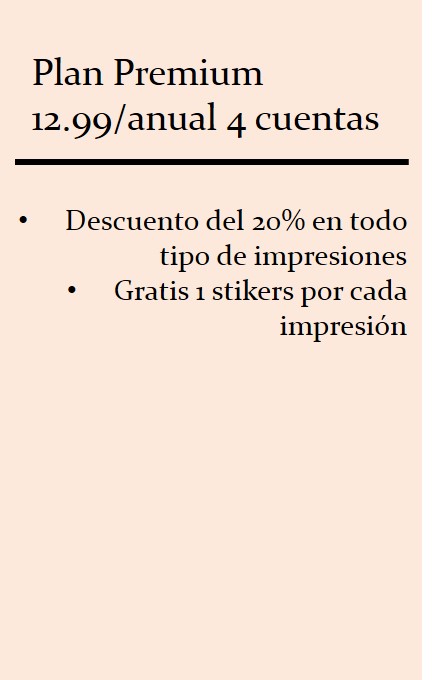 Plan Premium
12.99/anual 4 cuentas
• Descuento del 20% en todo
tipo de impresiones
• Gratis 1 stikers por cada
impresión